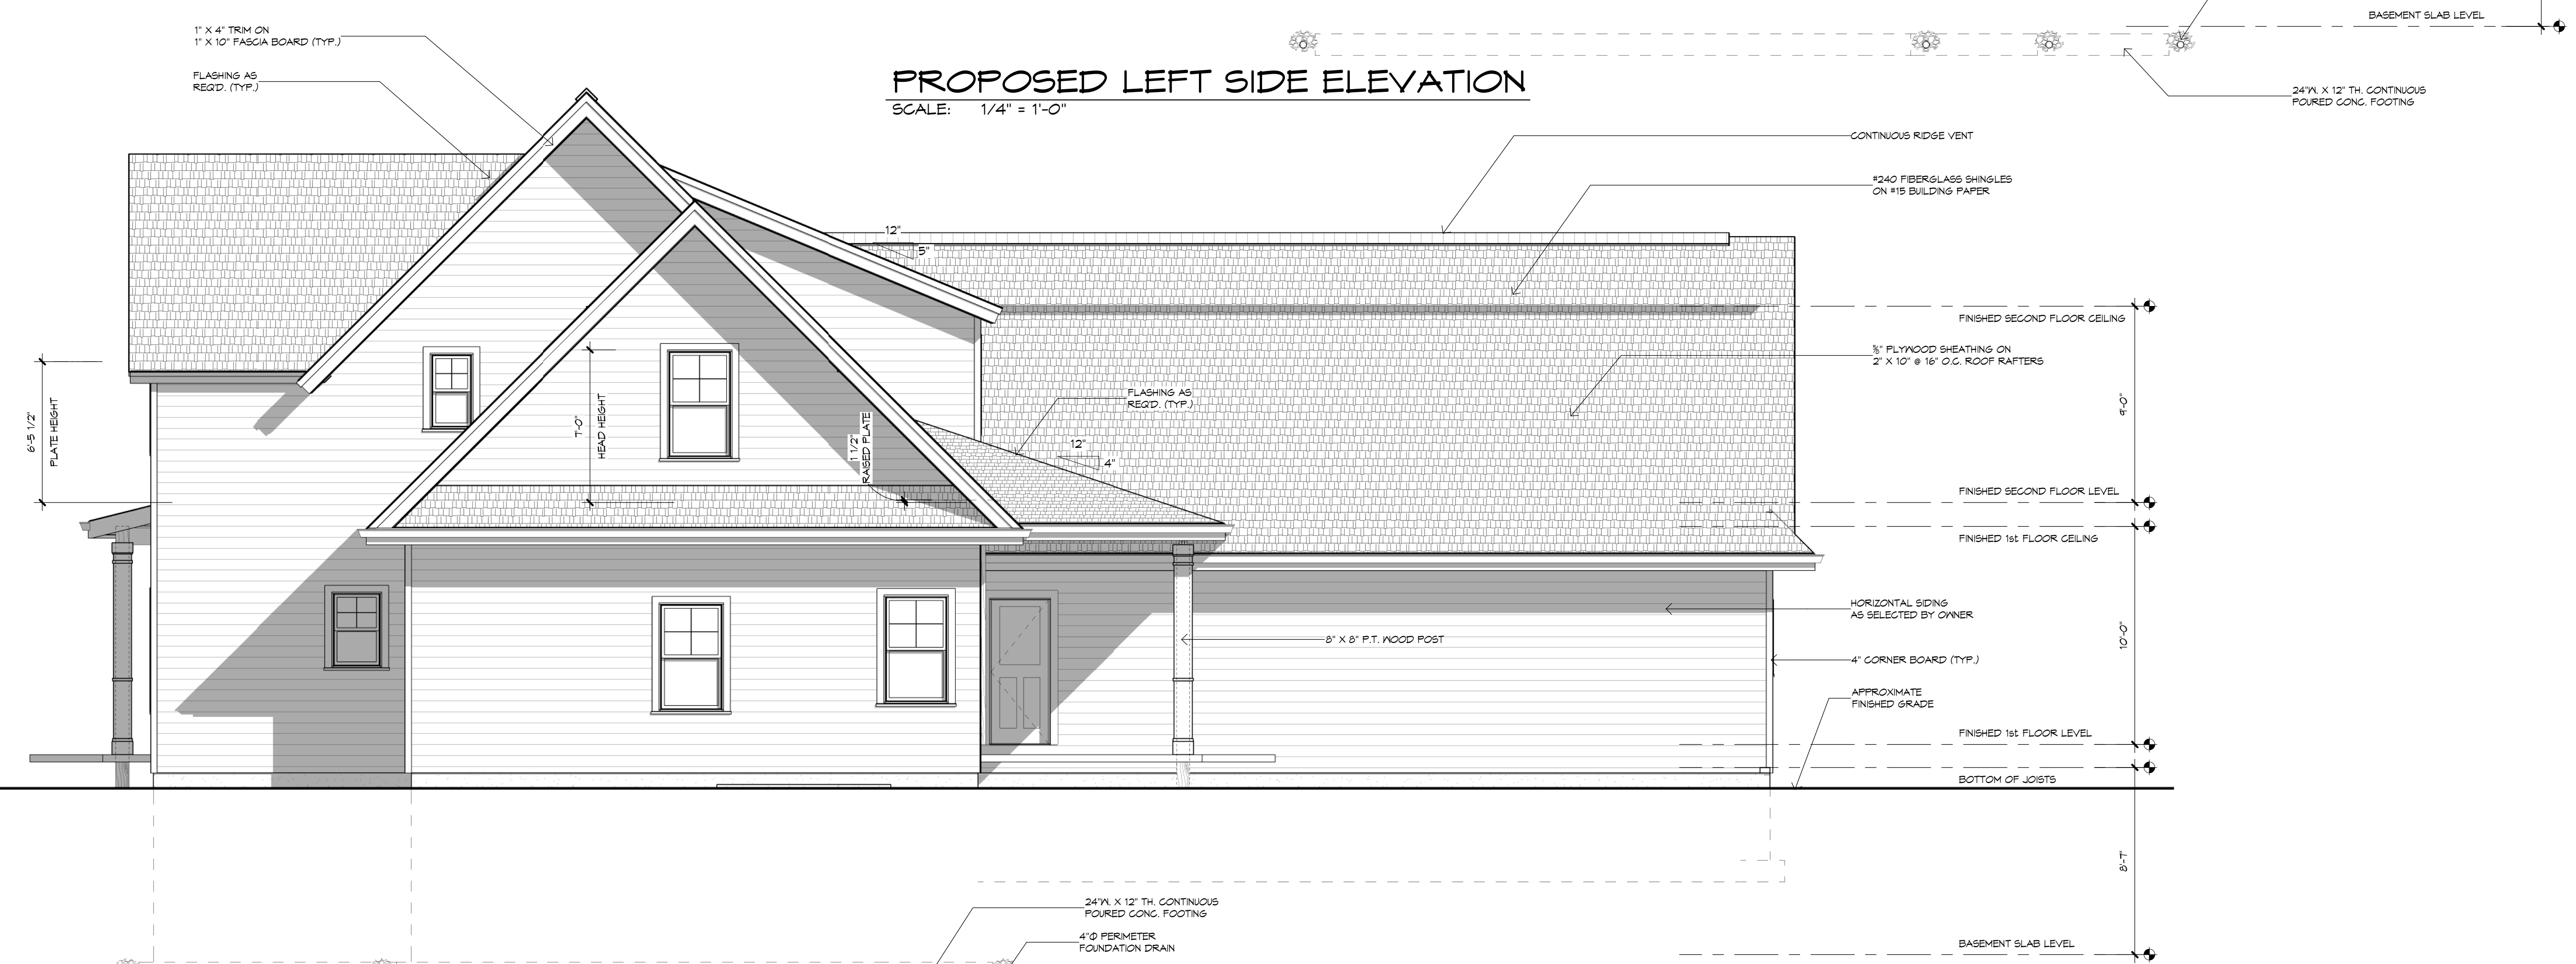 BASEMENT SLAB LEVEL
1" X 4" TRIM ON
1" X 10" FASCIA BOARD (TYP.)
FLASHING AS
REQ'D. (TYP.)
PROPOSED LEFT SIDE ELEVATION
SCALE: 1/4" = 1'-0"
24"W. X 12" TH. CONTINUOUS
POURED CONC. FOOTING
CONTINUOUS RIDGE VENT
#240 FIBERGLASS SHINGLES
ON #15 BUILDING PAPER
12"
5"
FINISHED SECOND FLOOR CEILING
5/8" PLYWOOD SHEATHING ON
2" X 10" @ 16" O.C. ROOF RAFTERS
FLASHING AS
REQ'D. (TYP.)
9'-0"
6'-5 1/2"
PLATE HEIGHT
7'-0"
HEAD HEIGHT
1 1/2"
RAISED PLATE
12"
4"
FINISHED SECOND FLOOR LEVEL
FINISHED 1st FLOOR CEILING
HORIZONTAL SIDING
AS SELECTED BY OWNER
10'-0"
8" X 8" P.T. WOOD POST
4" CORNER BOARD (TYP.)
APPROXIMATE
FINISHED GRADE
FINISHED 1st FLOOR LEVEL
BOTTOM OF JOISTS
8'-7"
24"W. X 12" TH. CONTINUOUS
POURED CONC. FOOTING
4"Φ PERIMETER
FOUNDATION DRAIN
BASEMENT SLAB LEVEL